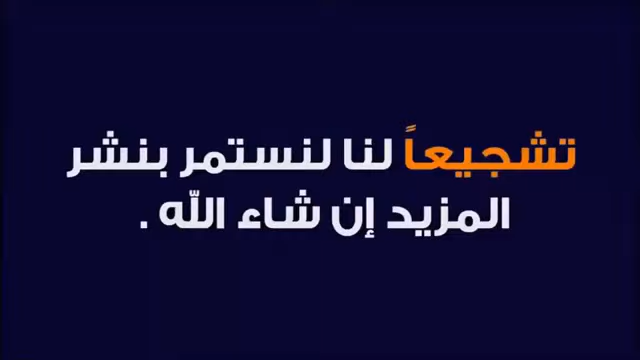 تشجيعاً لنا لنستمر بنشر
المزيد إن شاء الله .